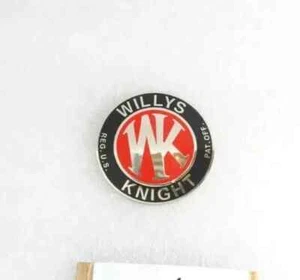 WILLYS
REG. U.S.
WK
PAT. OFF.
KNIGHT